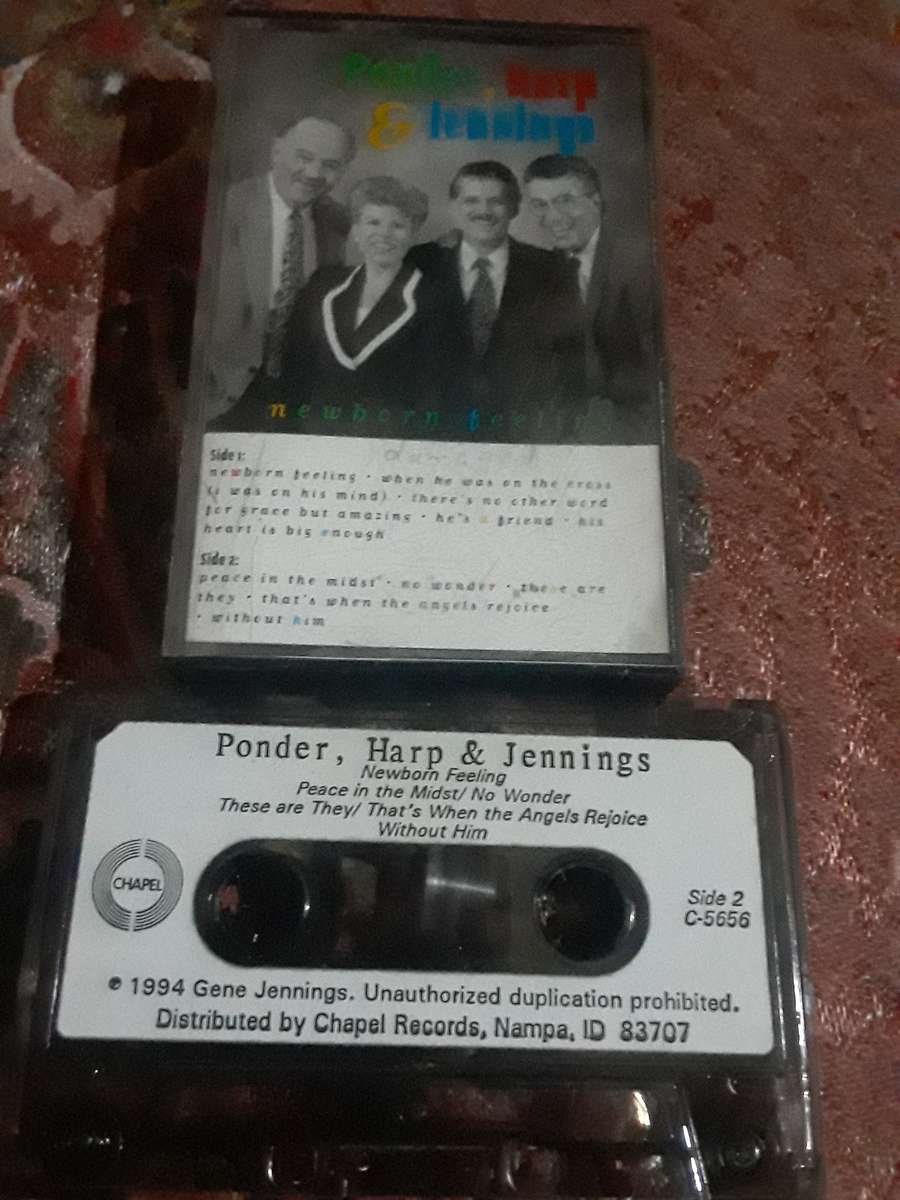 Ponder, Harp
& Jennings
newborn feeling
Side 1:
newborn feeling · when he was on the cross
(i was on his mind) · there's no other word
for grace but amazing · he's a friend · his
heart is big enough
Side 2:
peace in the midst · no wonder · these are
they · that's when the angels rejoice
· without him
Ponder, Harp & Jennings
Newborn Feeling
Peace in the Midst/ No Wonder
These are They/ That's When the Angels Rejoice
Without Him
CHAPEL
Side 2
C-5656
℗ 1994 Gene Jennings. Unauthorized duplication prohibited.
Distributed by Chapel Records, Nampa, ID 83707